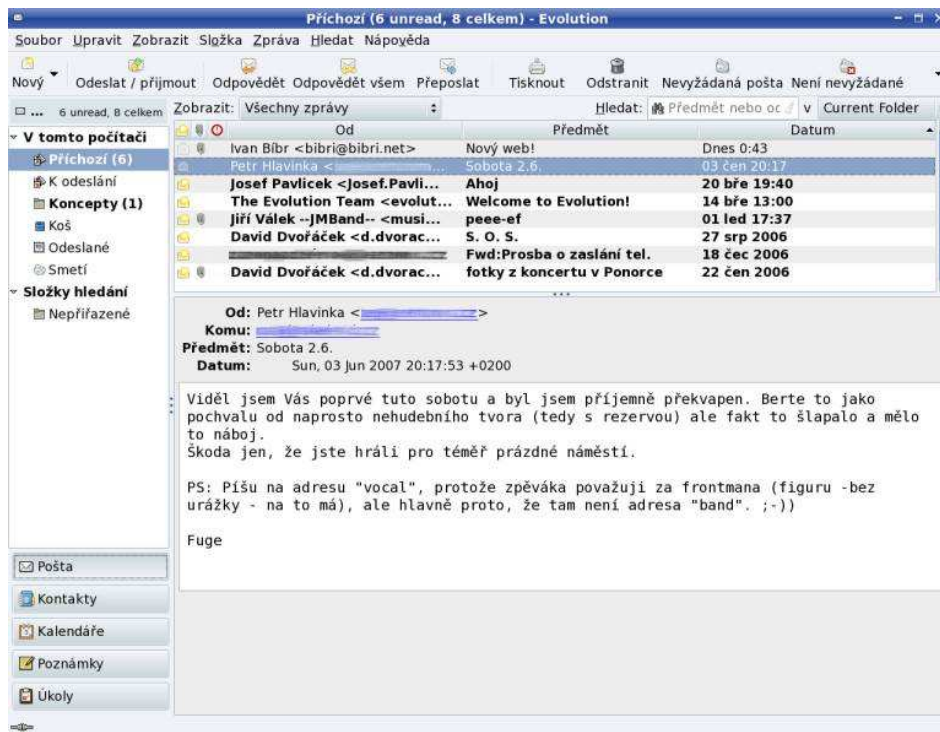 Příchozí (6 unread, 8 celkem) - Evolution
Soubor Upravit Zobrazit Složka Zpráva Hledat Nápověda
Nový Odeslat / přijmout Odpovědět Odpovědět všem Přeposlat Tisknout Odstranit Nevyžádaná pošta Není nevyžádané
... 6 unread, 8 celkem Zobrazit: Všechny zprávy Hledat: Předmět nebo v Current Folder
Od Předmět Datum
V tomto počítači
Příchozí (6)
K odeslání
Koncepty (1)
Koš
Odeslané
Smetí
Složky hledání
Nepřiřazené
Ivan Bíbr <bibri@bibri.net> Nový web! Dnes 0:43
Petr Hlavinka < ... Sobota 2.6. 03 čen 20:17
Josef Pavlicek <Josef.Pavli... Ahoj 20 bře 19:40
The Evolution Team <evolut... Welcome to Evolution! 14 bře 13:00
Jiří Válek --JMBand-- <musi... peee-ef 01 led 17:37
David Dvořáček <d.dvorac... S. O. S. 27 srp 2006
Fwd:Prosba o zaslání tel. 18 čec 2006
David Dvořáček <d.dvorac... fotky z koncertu v Ponorce 22 čen 2006
Od: Petr Hlavinka < >
Komu:
Předmět: Sobota 2.6.
Datum: Sun, 03 Jun 2007 20:17:53 +0200
Viděl jsem Vás poprvé tuto sobotu a byl jsem příjemně překvapen. Berte to jako
pochvalu od naprosto nehudebního tvora (tedy s rezervou) ale fakt to šlapalo a mělo
to náboj.
Škoda jen, že jste hráli pro téměř prázdné náměstí.
PS: Píšu na adresu "vocal", protože zpěváka považuji za frontmana (figuru -bez
urážky - na to má), ale hlavně proto, že tam není adresa "band". ;-))
Fuge
Pošta
Kontakty
Kalendáře
Poznámky
Úkoly